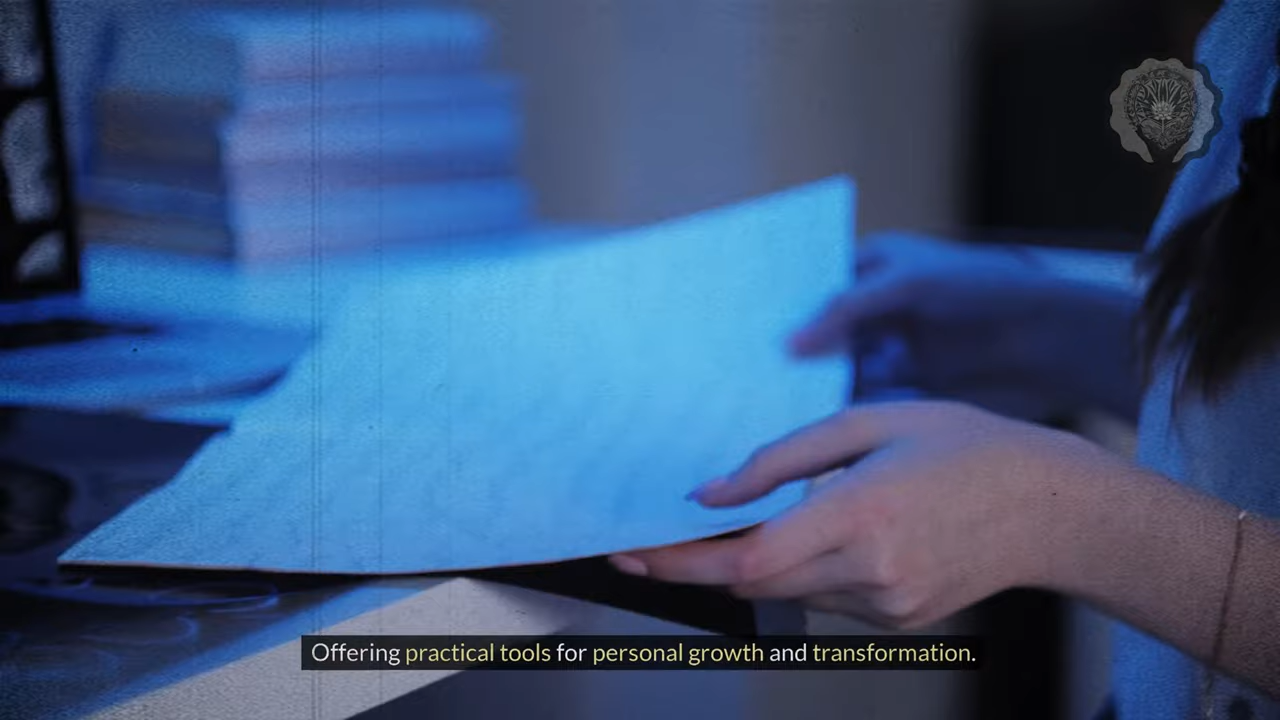 Offering practical tools for personal growth and transformation.